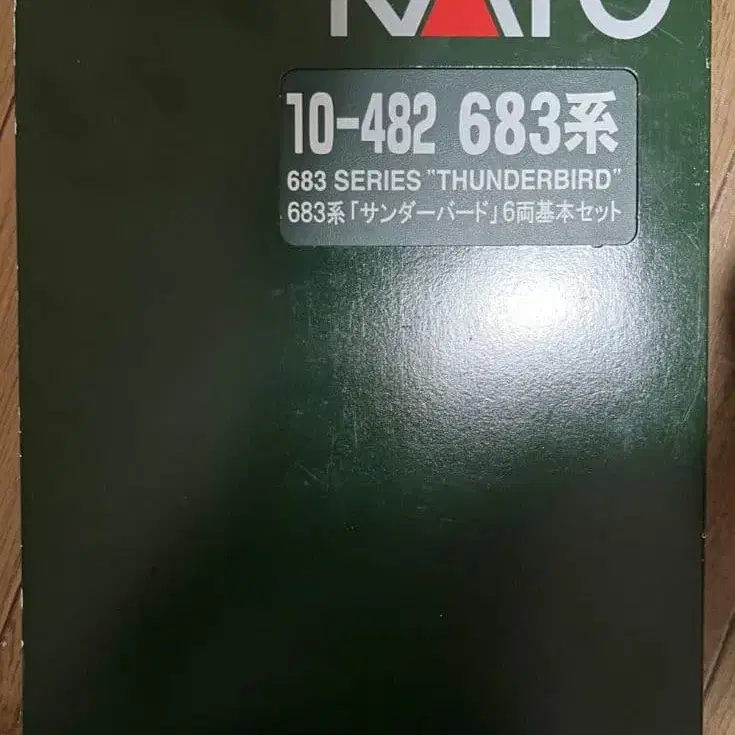 KATO
10-482 683系
683 SERIES "THUNDERBIRD"
683系「サンダーバード」6両基本セット